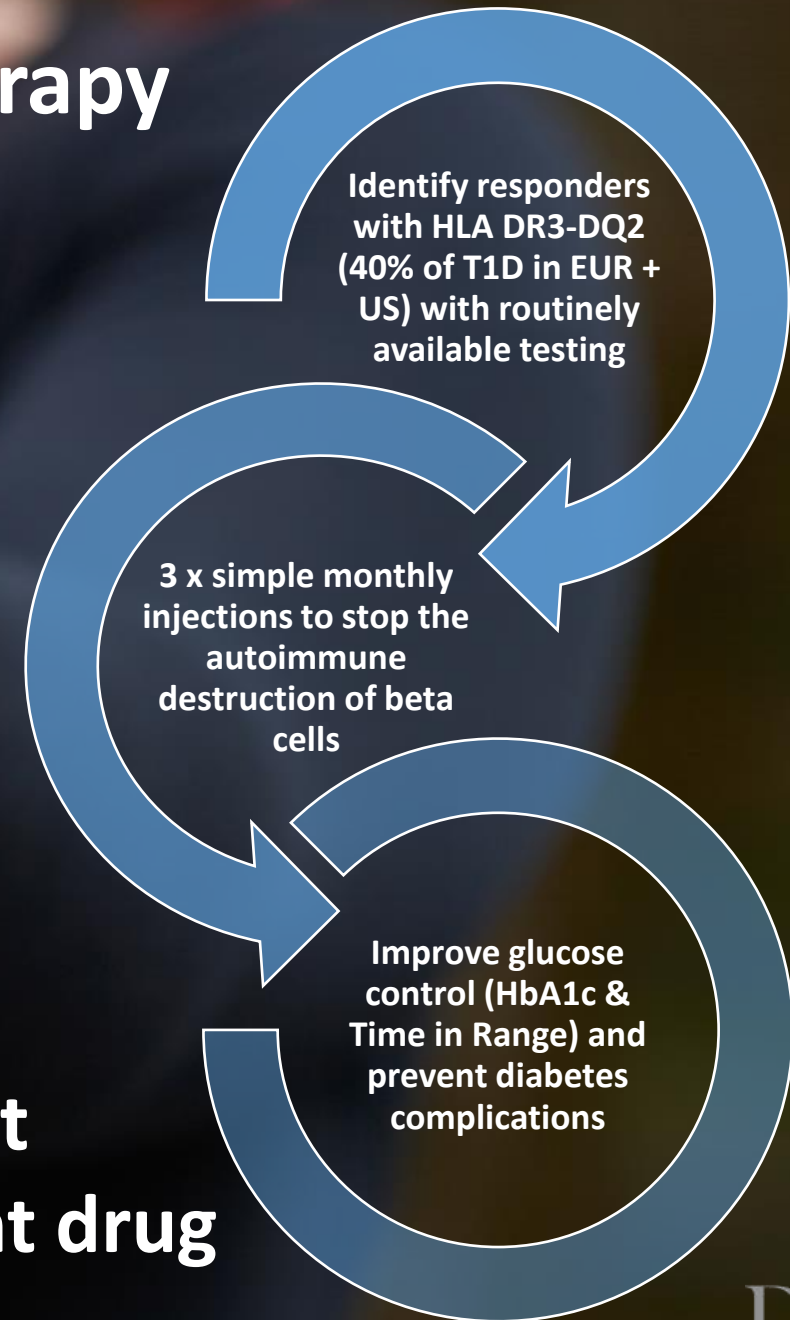 rapy
Identify responders
with HLA DR3-DQ2
(40% of T1D in EUR +
US) with routinely
available testing
3 x simple monthly
injections to stop the
autoimmune
destruction of beta
cells
Improve glucose
control (HbA1c &
Time in Range) and
prevent diabetes
complications
t
t drug